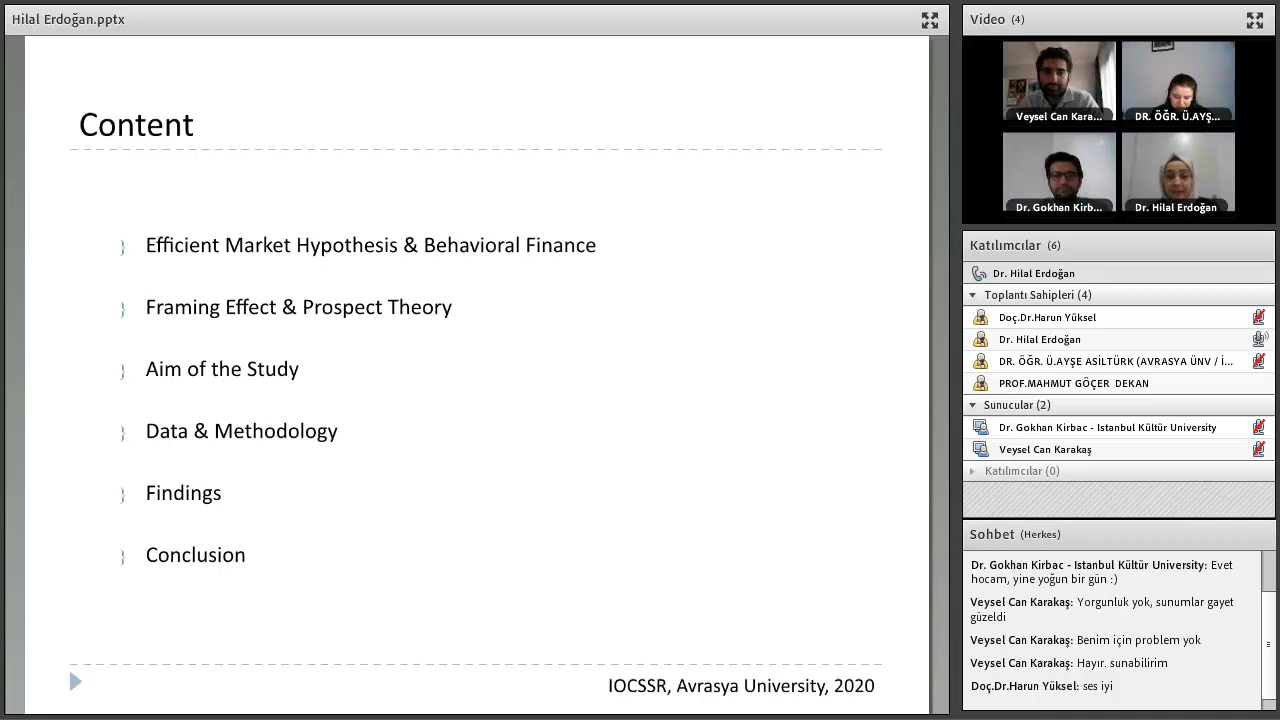 Hilal Erdoğan.pptx
Content
Efficient Market Hypothesis & Behavioral Finance
Framing Effect & Prospect Theory
Aim of the Study
Data & Methodology
Findings
Conclusion
IOCSSR, Avrasya University, 2020
Video (4)
Veysel Can Kara...
DR. ÖĞR. Ü.AYŞ...
Dr. Gokhan Kirb...
Dr. Hilal Erdoğan
Katılımcılar (6)
Dr. Hilal Erdoğan
Toplantı Sahipleri (4)
Doç.Dr.Harun Yüksel
Dr. Hilal Erdoğan
DR. ÖĞR. Ü.AYŞE ASİLTÜRK (AVRASYA ÜNV / İ...
PROF.MAHMUT GÖÇER DEKAN
Sunucular (2)
Dr. Gokhan Kirbac - Istanbul Kültür University
Veysel Can Karakaş
Katılımcılar (0)
Sohbet (Herkes)
Dr. Gokhan Kirbac - Istanbul Kültür University: Evet
hocam, yine yoğun bir gün :)
Veysel Can Karakaş: Yorgunluk yok, sunumlar gayet
güzeldi
Veysel Can Karakaş: Benim için problem yok
Veysel Can Karakaş: Hayır. sunabilirim
Doç.Dr.Harun Yüksel: ses iyi